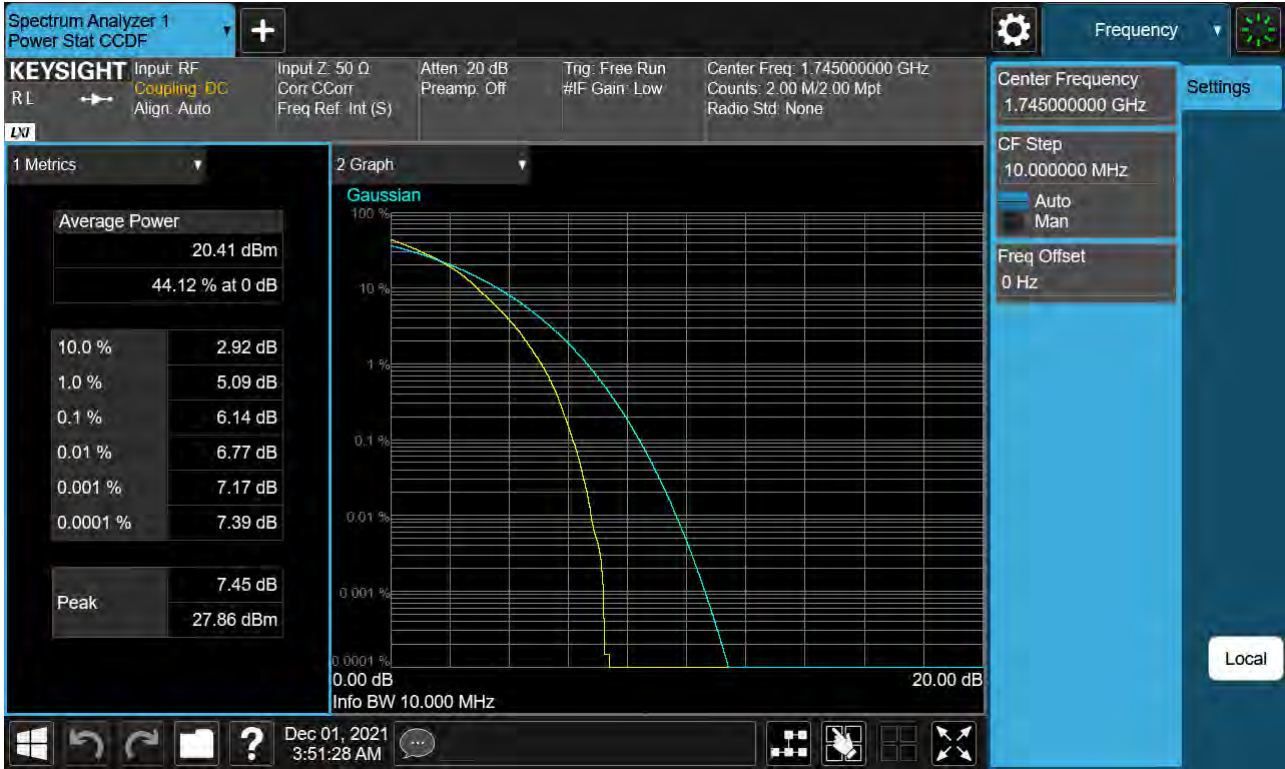 Spectrum Analyzer 1
Power Stat CCDF
+
Frequency
KEYSIGHT
R L
LXI
Input: RF
Coupling: DC
Align: Auto
Input Z: 50 Ω
Corr CCorr
Freq Ref: Int (S)
Atten: 20 dB
Preamp: Off
Trig: Free Run
#IF Gain: Low
Center Freq: 1.745000000 GHz
Counts: 2.00 M/2.00 Mpt
Radio Std: None
Center Frequency
1.745000000 GHz
Settings
CF Step
10.000000 MHz
Auto
Man
Freq Offset
0 Hz
Local
1 Metrics
Average Power
20.41 dBm
44.12 % at 0 dB
10.0 % 2.92 dB
1.0 % 5.09 dB
0.1 % 6.14 dB
0.01 % 6.77 dB
0.001 % 7.17 dB
0.0001 % 7.39 dB
Peak
7.45 dB
27.86 dBm
2 Graph
Gaussian
100 %
10 %
1 %
0.1 %
0.01 %
0.001 %
0.0001 %
0.00 dB 20.00 dB
Info BW 10.000 MHz
?
Dec 01, 2021
3:51:28 AM